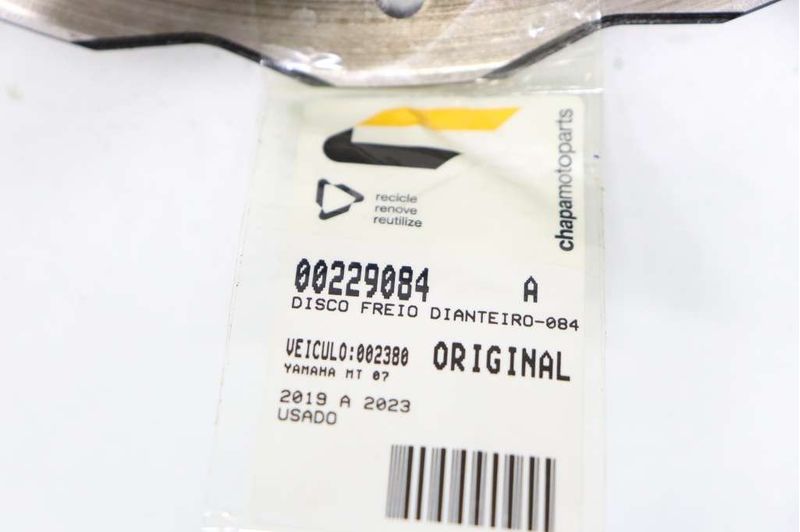 chapamotoparts
recicle
renove
reutilize
00229084 A
DISCO FREIO DIANTEIRO-084
VEICULO:002380 ORIGINAL
YAMAHA MT 07
2019 A 2023
USADO